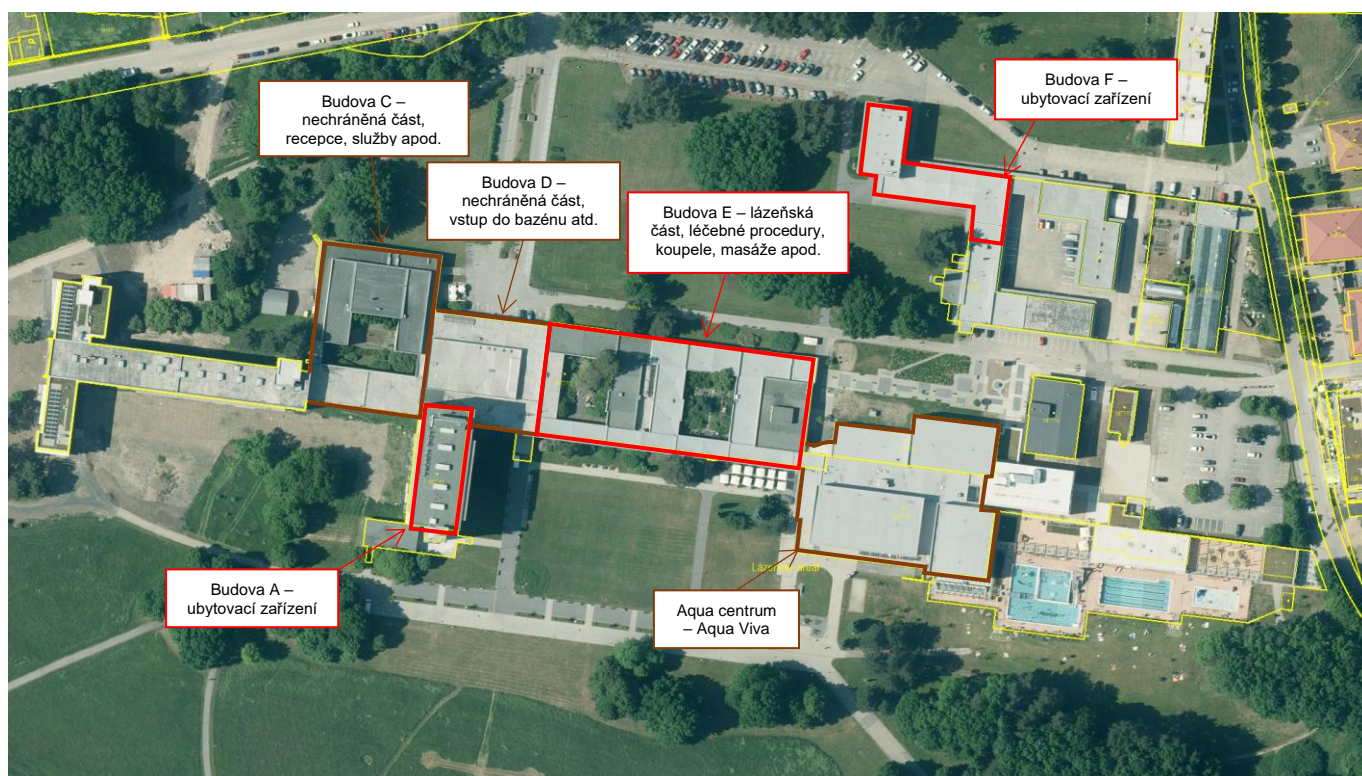 Budova C –
nechráněná část,
recepce, služby apod.
Budova D –
nechráněná část,
vstup do bazénu atd.
Budova E – lázeňská
část, léčebné procedury,
koupele, masáže apod.
Budova F –
ubytovací zařízení
Budova A –
ubytovací zařízení
Aqua centrum
– Aqua Viva